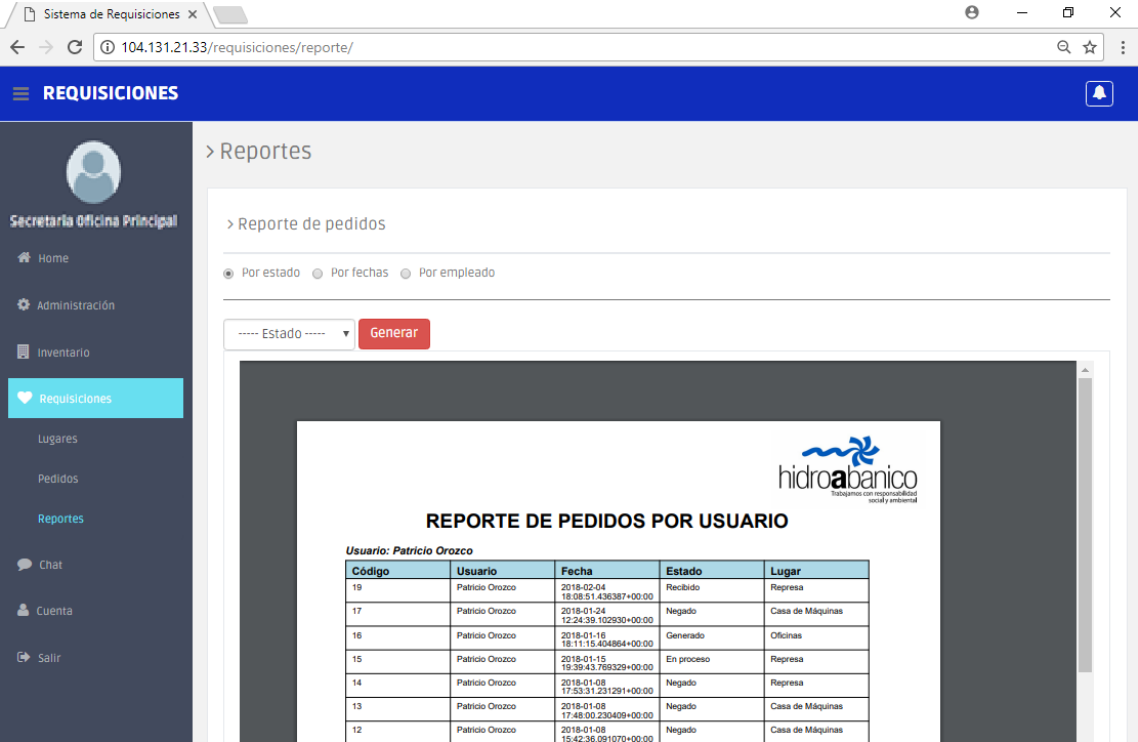 Sistema de Requisiciones
104.131.21.33/requisiciones/reporte/
REQUISICIONES
Secretaria Oficina Principal
Home
Administración
Inventario
Requisiciones
Lugares
Pedidos
Reportes
Chat
Cuenta
Salir
> Reportes
> Reporte de pedidos
Por estado Por fechas Por empleado
----- Estado ----- Generar
hidroabanico
Trabajamos con responsabilidad
social y ambiental
REPORTE DE PEDIDOS POR USUARIO
Usuario: Patricio Orozco
Código Usuario Fecha Estado Lugar
19 Patricio Orozco 2018-02-04 18:08:51.436387+00:00 Recibido Represa
17 Patricio Orozco 2018-01-24 12:24:39.102930+00:00 Negado Casa de Máquinas
16 Patricio Orozco 2018-01-16 18:11:15.404864+00:00 Generado Oficinas
15 Patricio Orozco 2018-01-15 19:39:43.769329+00:00 En proceso Represa
14 Patricio Orozco 2018-01-08 17:53:31.231291+00:00 Negado Represa
13 Patricio Orozco 2018-01-08 17:48:00.230409+00:00 Negado Casa de Máquinas
12 Patricio Orozco 2018-01-08 15:42:36.091070+00:00 Negado Casa de Máquinas